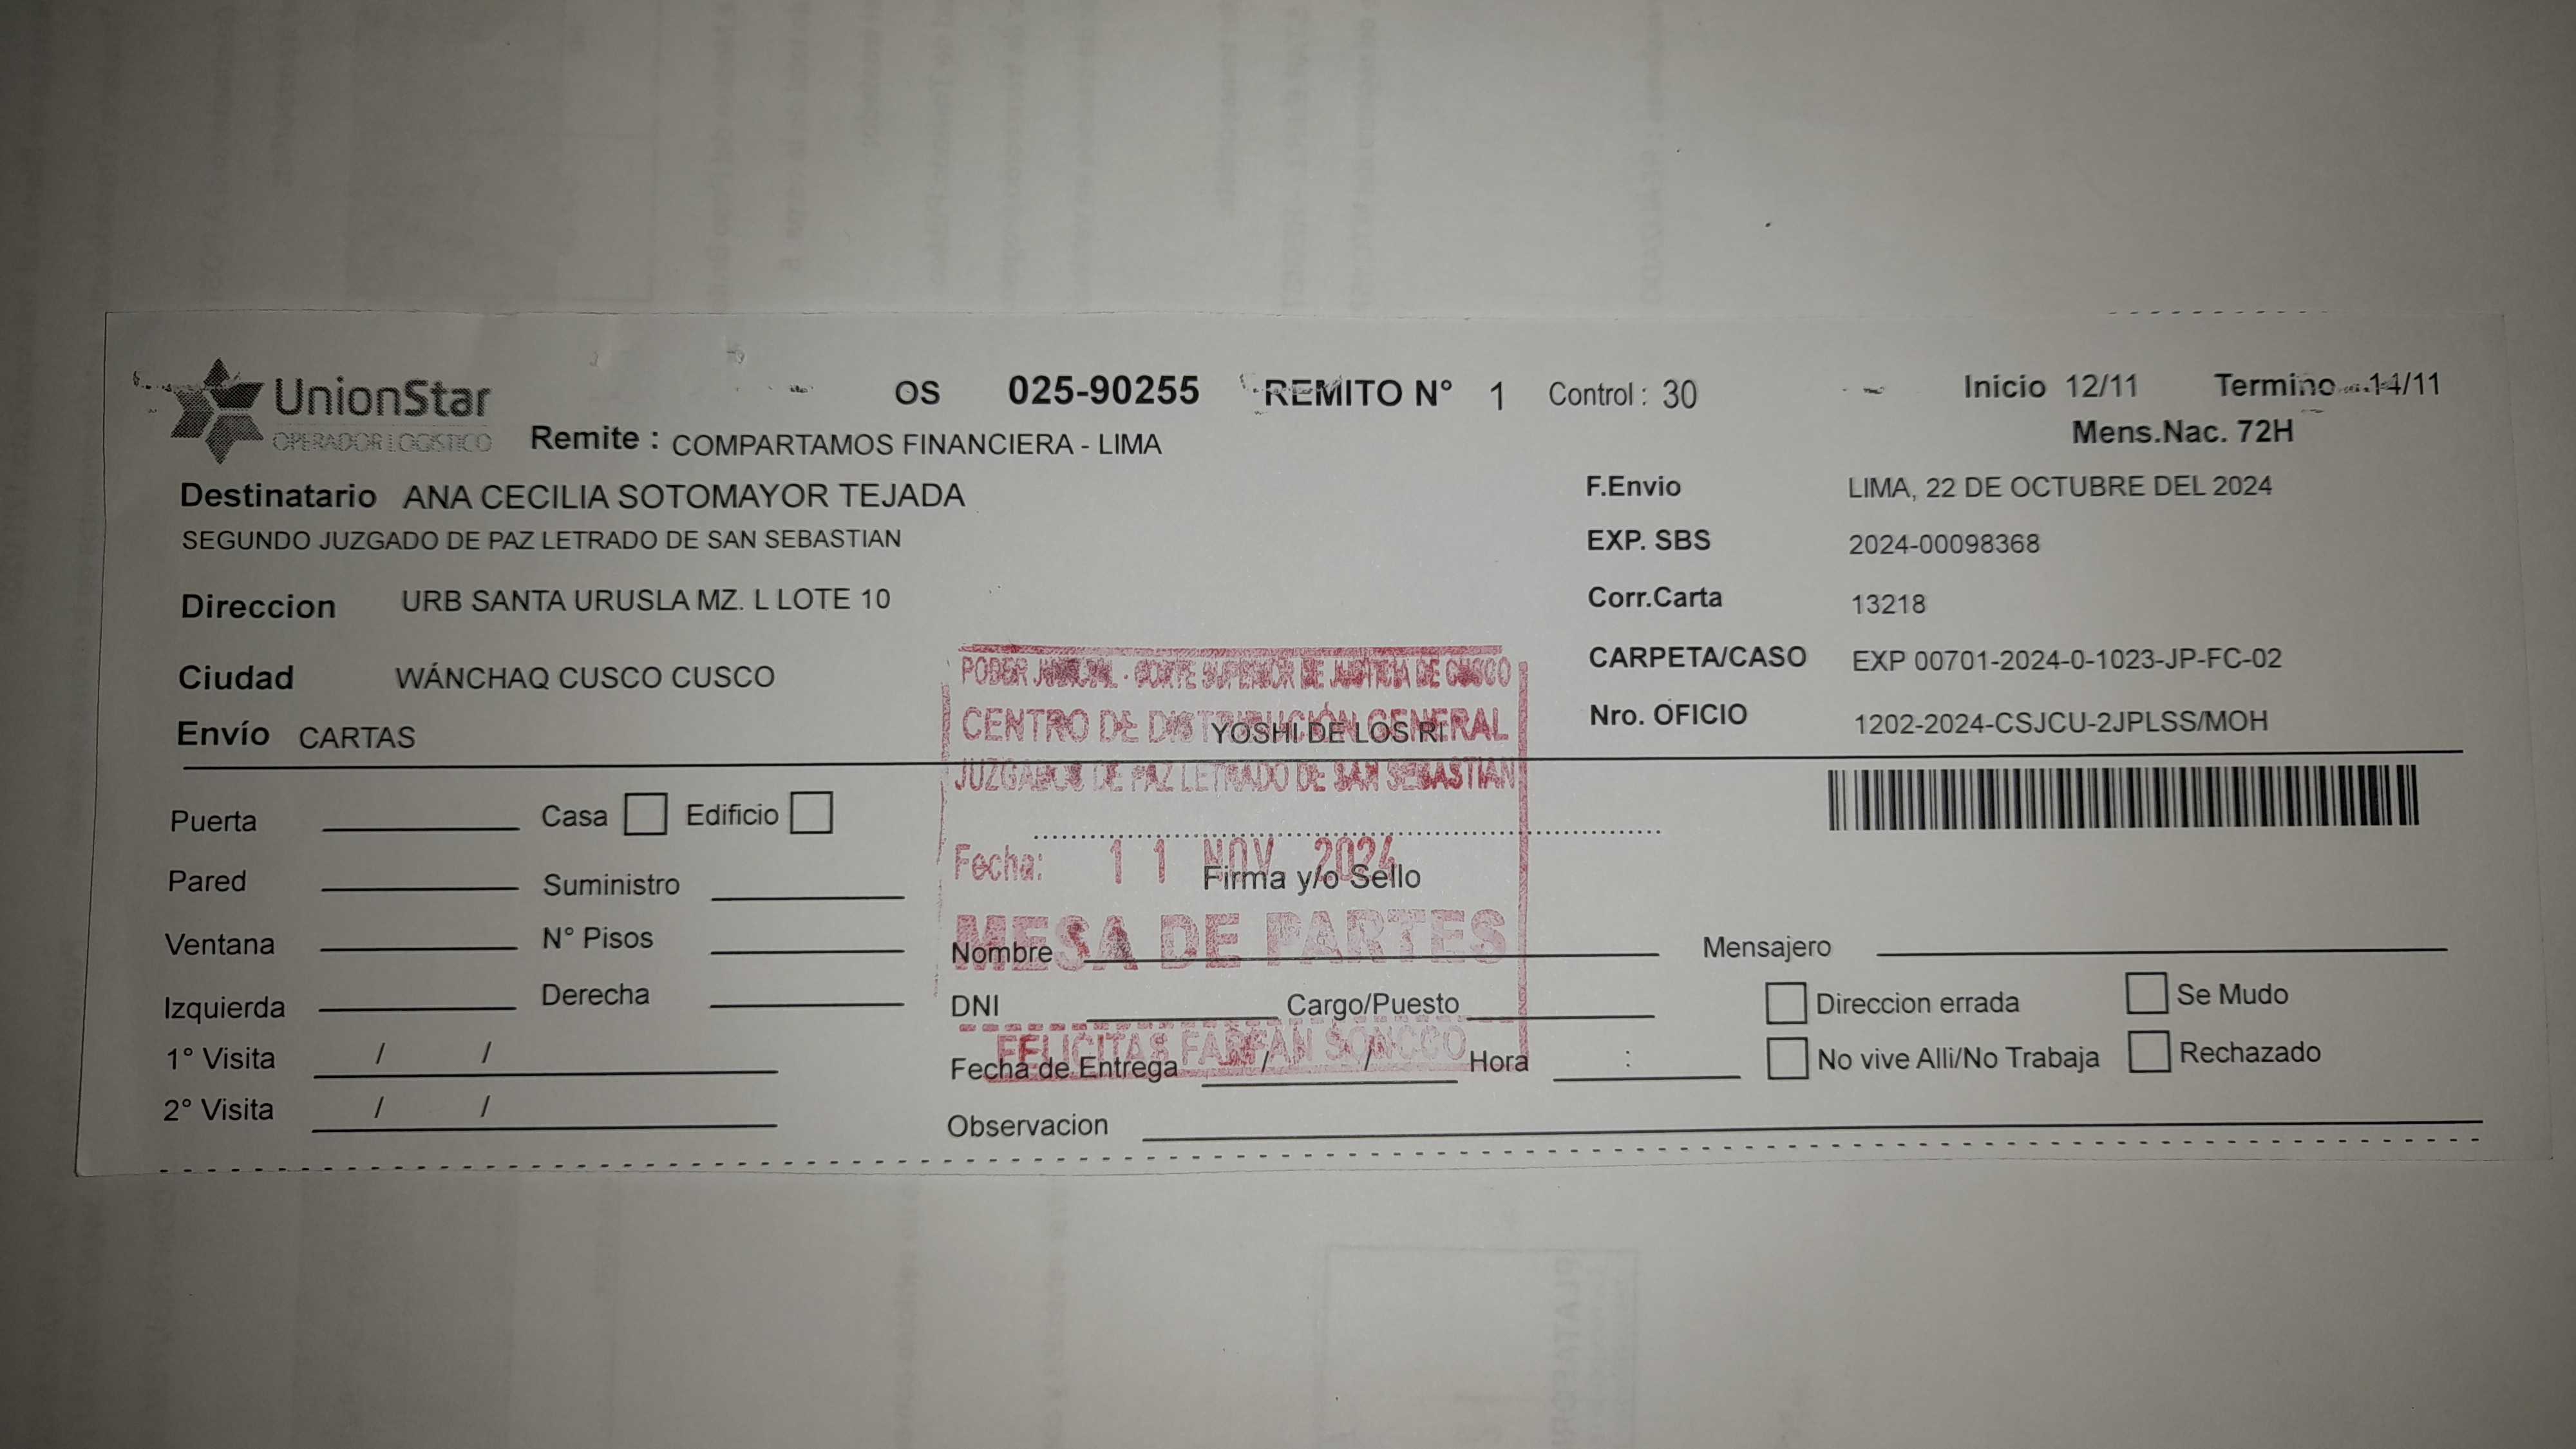 UnionStar
OPERADOR LOGISTICO
OS 025-90255 REMITO N° 1 Control : 30
Inicio 12/11 Termino 14/11
Mens.Nac. 72H
Remite : COMPARTAMOS FINANCIERA - LIMA
Destinatario ANA CECILIA SOTOMAYOR TEJADA
SEGUNDO JUZGADO DE PAZ LETRADO DE SAN SEBASTIAN
Direccion URB SANTA URUSLA MZ. L LOTE 10
Ciudad WÁNCHAQ CUSCO CUSCO
Envío CARTAS
F.Envio LIMA, 22 DE OCTUBRE DEL 2024
EXP. SBS 2024-00098368
Corr.Carta 13218
CARPETA/CASO EXP 00701-2024-0-1023-JP-FC-02
Nro. OFICIO 1202-2024-CSJCU-2JPLSS/MOH
PODER JUDICIAL - CORTE SUPERIOR DE JUSTICIA DE CUSCO
CENTRO DE DISTRIBUCIÓN GENERAL
YOSHI DE LOS RI
JUZGADOS DE PAZ LETRADO DE SAN SEBASTIAN
Fecha: 11 NOV. 2024
Firma y/o Sello
MESA DE PARTES
FELICITAS FARFAN SONCCO
Puerta Casa Edificio
Pared Suministro
Ventana N° Pisos
Izquierda Derecha
1° Visita / /
2° Visita / /
Nombre
DNI Cargo/Puesto
Fecha de Entrega / / Hora :
Observacion
Mensajero
Direccion errada Se Mudo
No vive Alli/No Trabaja Rechazado